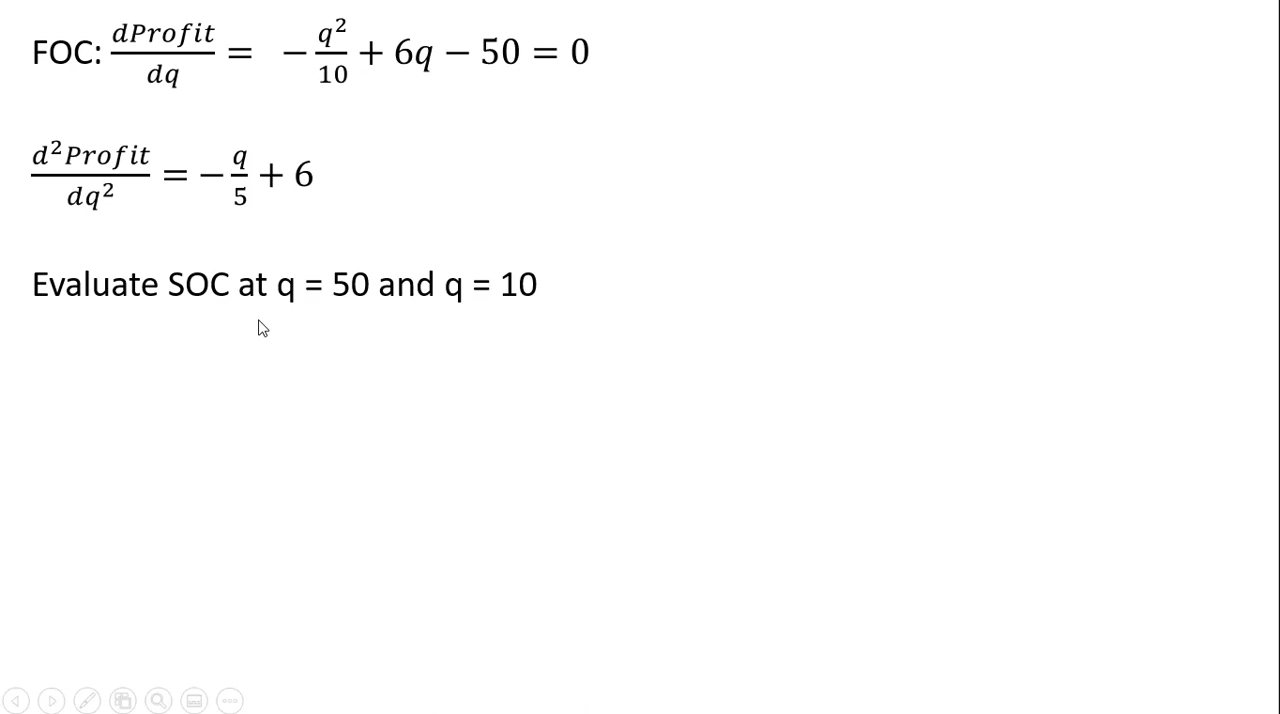 FOC: dProfit/dq = −q²/10 + 6q − 50 = 0
d²Profit/dq² = −q/5 + 6
Evaluate SOC at q = 50 and q = 10